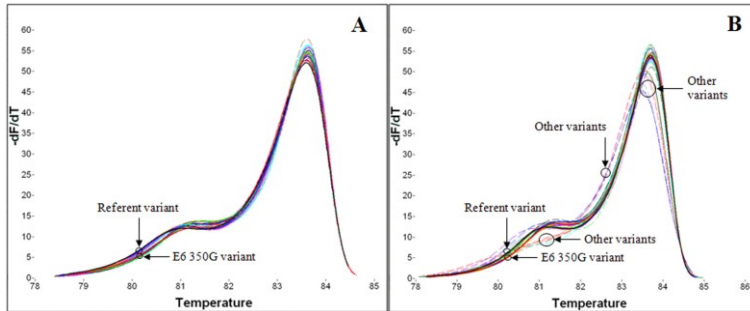 A
-dF/dT
60
55
50
45
40
35
30
25
20
15
10
5
0
Referent variant
E6 350G variant
78 79 80 81 82 83 84 85
Temperature
B
-dF/dT
60
55
50
45
40
35
30
25
20
15
10
5
0
Other
variants
Other variants
Referent variant
Other variants
E6 350G variant
78 79 80 81 82 83 84 85 86
Temperature